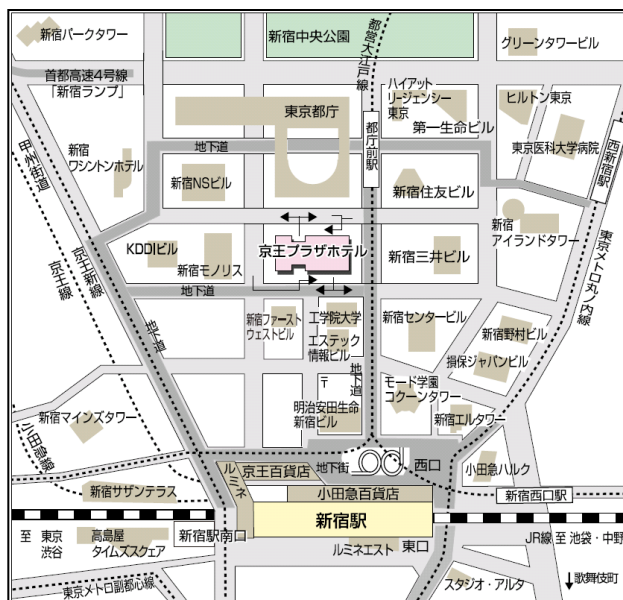 新宿パークタワー
新宿中央公園
都営大江戸線
グリーンタワービル
首都高速4号線
「新宿ランプ」
ハイアット
リージェンシー
東京
ヒルトン東京
東京都庁
第一生命ビル
都庁前駅
東京医科大学病院
西新宿駅
甲州街道
新宿
ワシントンホテル
地下道
新宿NSビル
新宿住友ビル
京王新線
京王線
KDDIビル
新宿モノリス
京王プラザホテル
新宿三井ビル
新宿
アイランドタワー
東京メトロ丸ノ内線
地下道
地下道
新宿ファースト
ウェストビル
工学院大学
エステック
情報ビル
新宿センタービル
新宿野村ビル
損保ジャパンビル
地下道
〒
明治安田生命
新宿ビル
モード学園
コクーンタワー
新宿エルタワー
新宿マインズタワー
小田急線
ルミネ
京王百貨店
地下街
西口
小田急ハルク
新宿サザンテラス
小田急百貨店
新宿西口駅
新宿駅
至 東京
渋谷
高島屋
タイムズスクェア
新宿駅南口
ルミネエスト
東口
JR線 至 池袋・中野
東京メトロ副都心線
スタジオ・アルタ
↓歌舞伎町